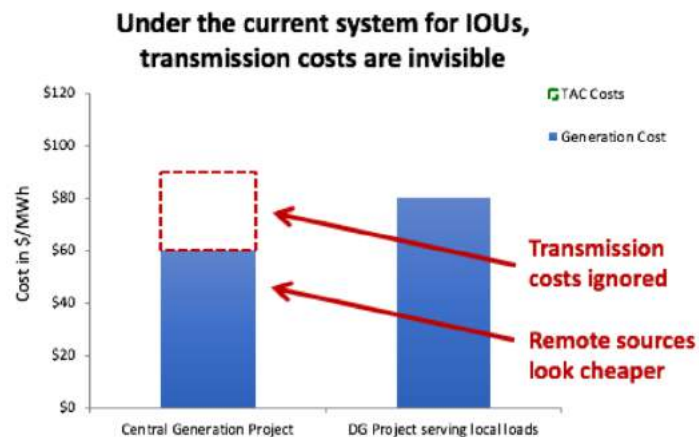 Under the current system for IOUs,
transmission costs are invisible
$120
$100
$80
$60
$40
$20
$0
Cost in $/MWh
TAC Costs
Generation Cost
Transmission
costs ignored
Remote sources
look cheaper
Central Generation Project
DG Project serving local loads